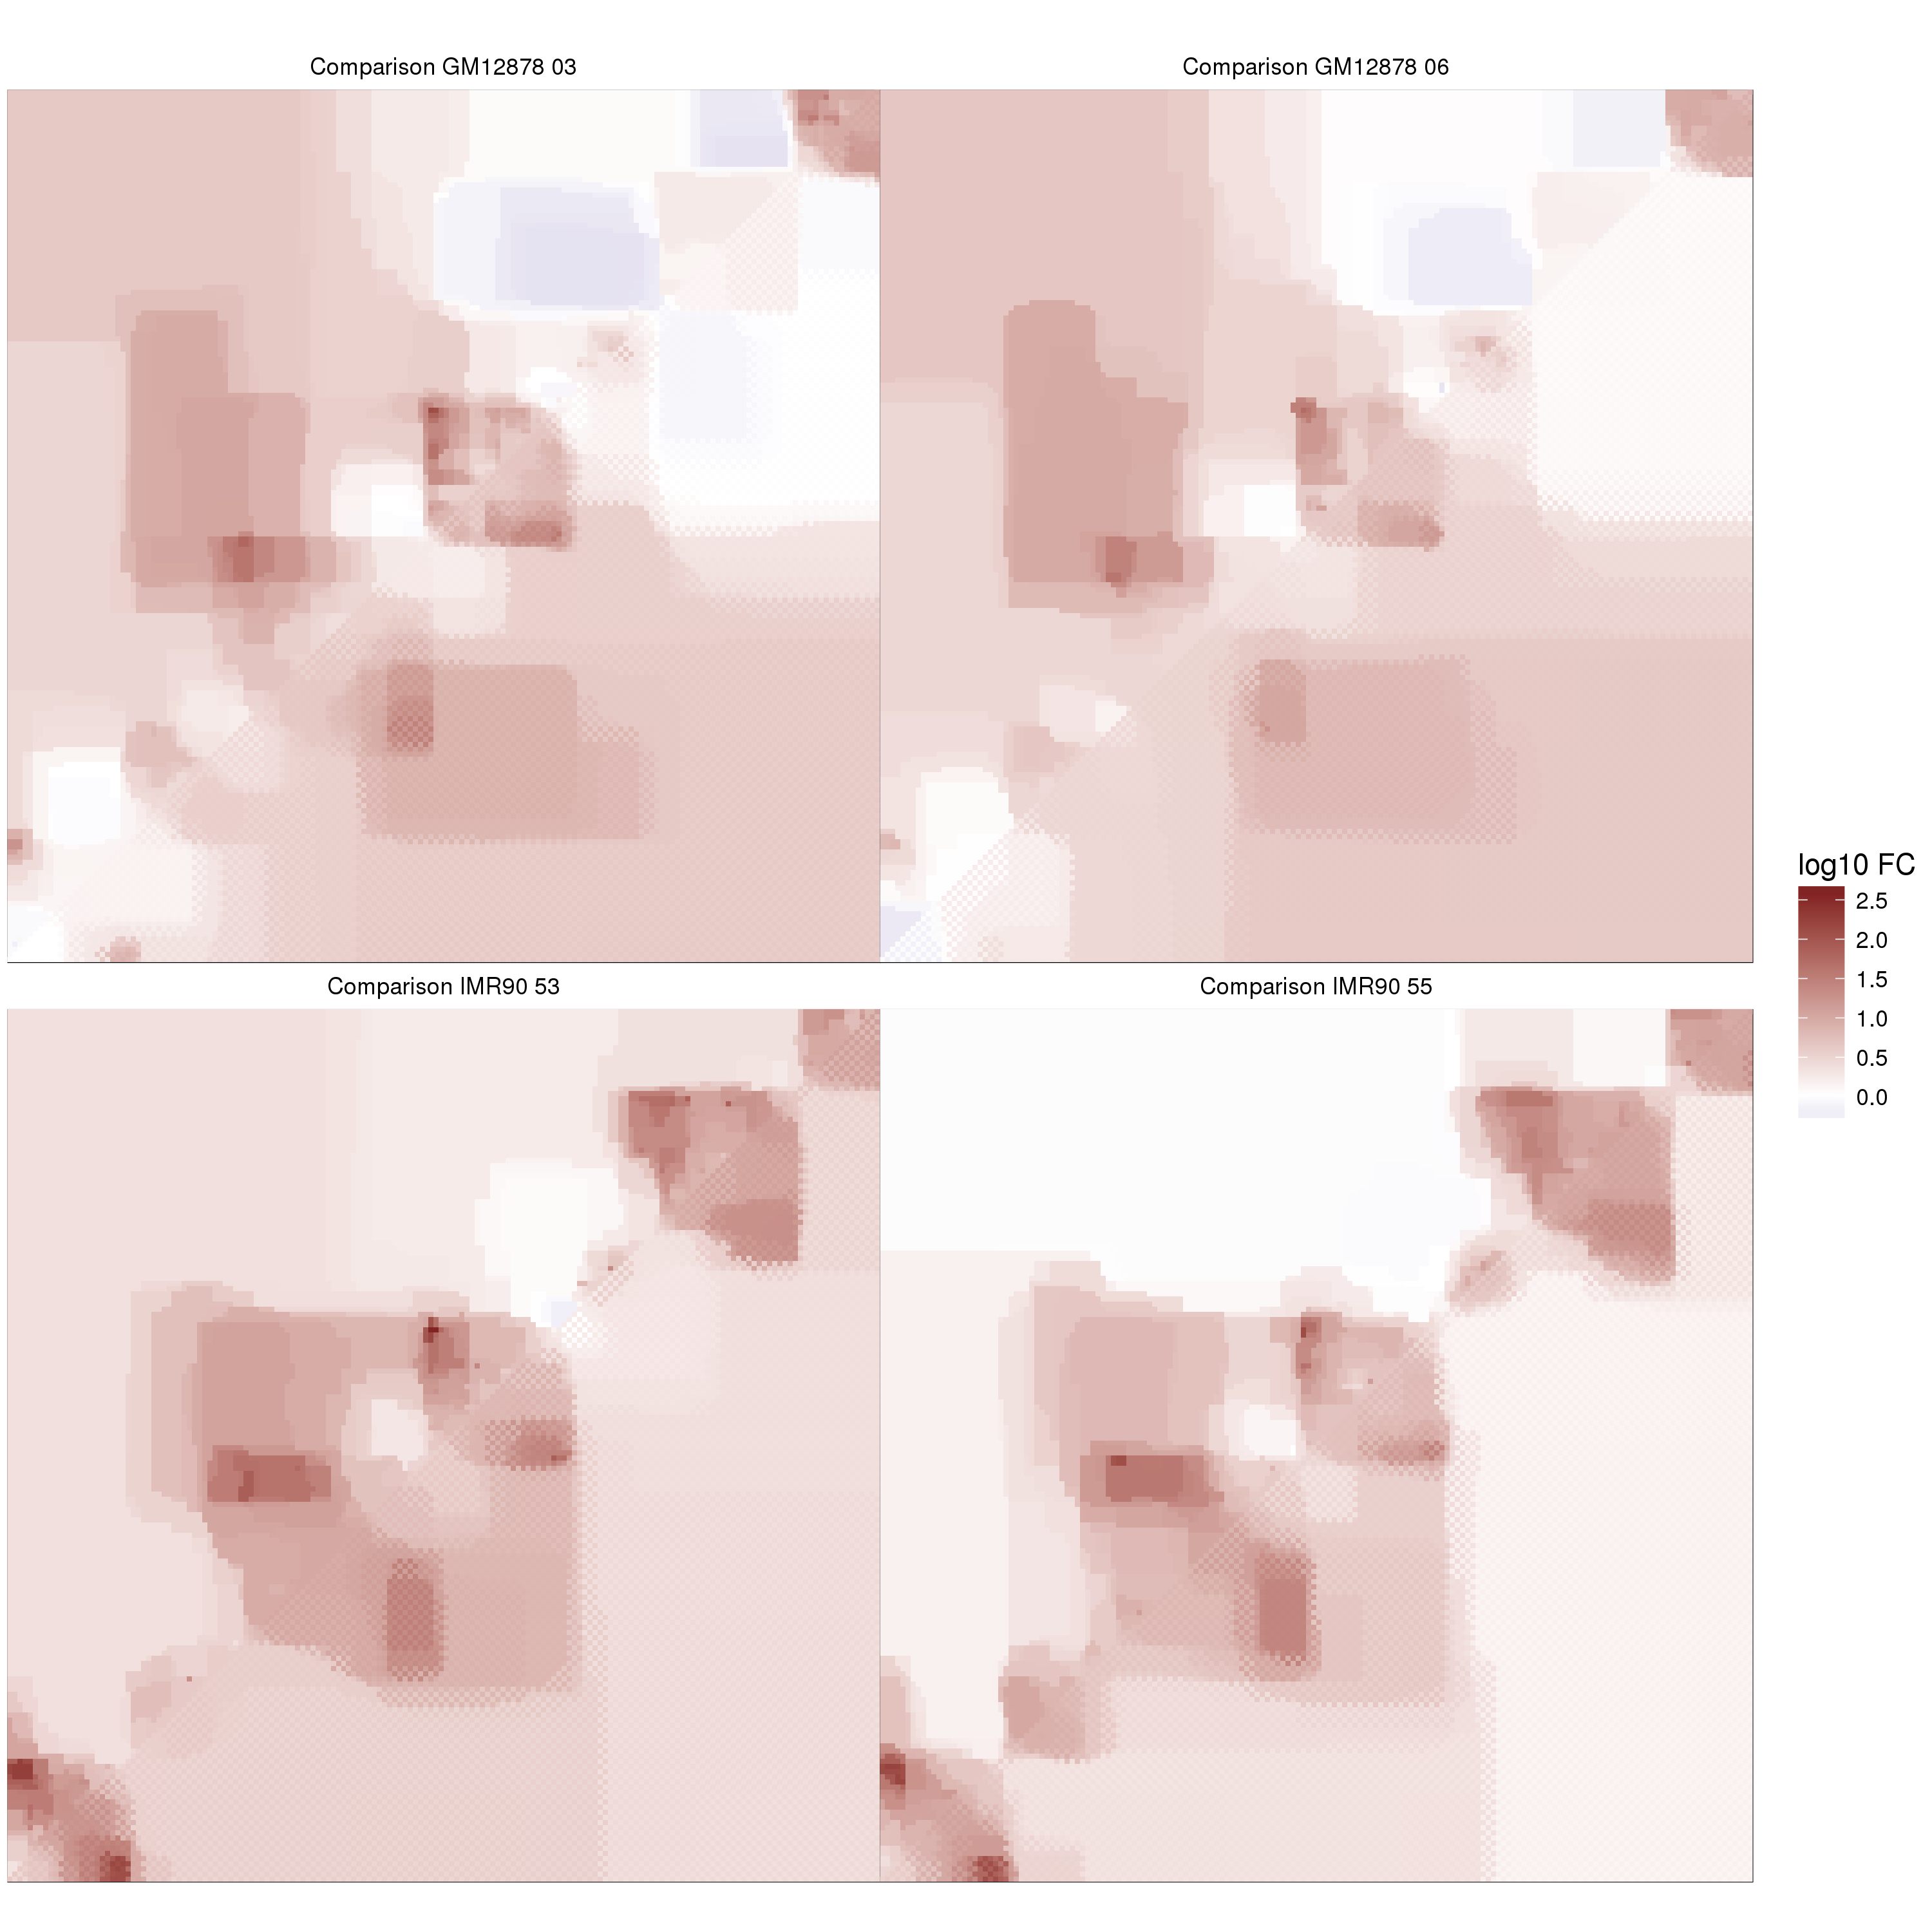 Comparison GM12878 03
Comparison GM12878 06
Comparison IMR90 53
Comparison IMR90 55
log10 FC
2.5
2.0
1.5
1.0
0.5
0.0